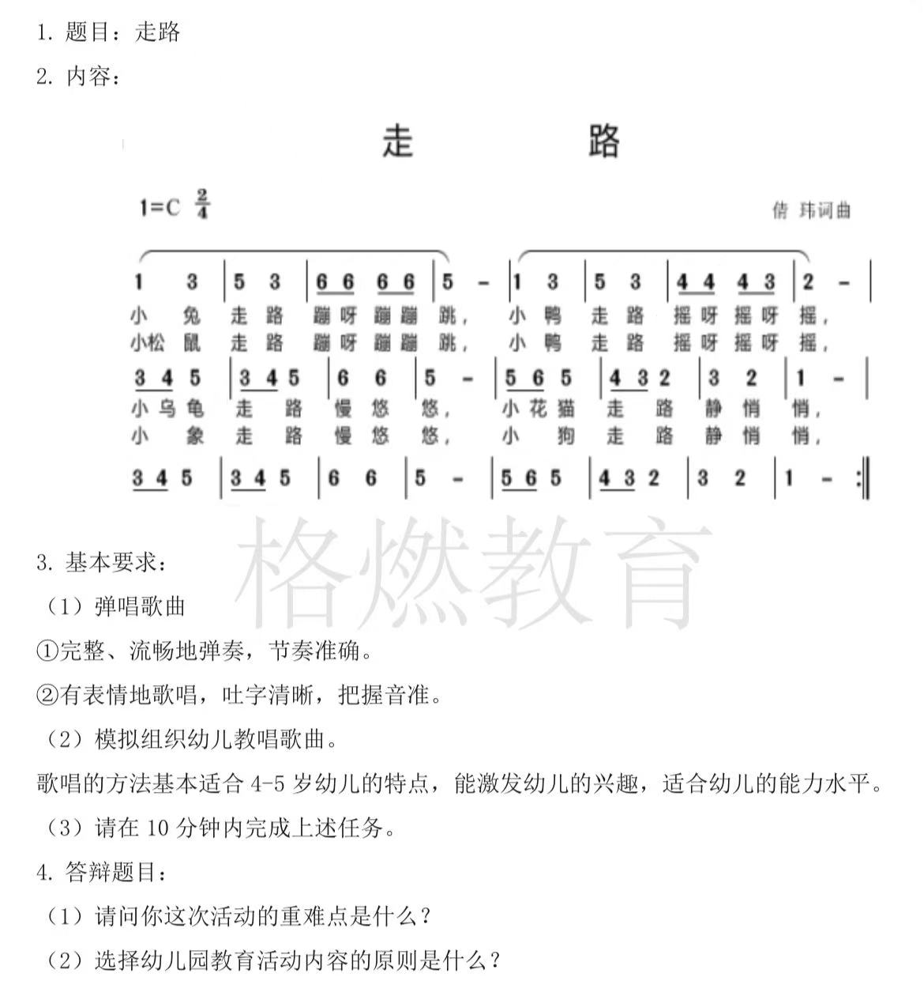 1. 题目：走路
2. 内容：
走 路
1=C 2/4
倩 玮词曲
1 3 | 5 3 | 6 6 6 6 | 5 - | 1 3 | 5 3 | 4 4 4 3 | 2 - |
小 兔 走 路 蹦 呀 蹦 蹦 跳， 小 鸭 走 路 摇 呀 摇 呀 摇，
小松 鼠 走 路 蹦 呀 蹦 蹦 跳， 小 鸭 走 路 摇 呀 摇 呀 摇，
3 4 5 | 3 4 5 | 6 6 | 5 - | 5 6 5 | 4 3 2 | 3 2 | 1 - |
小 乌 龟 走 路 慢 悠 悠， 小 花 猫 走 路 静 悄 悄，
小 象 走 路 慢 悠 悠， 小 狗 走 路 静 悄 悄，
3 4 5 | 3 4 5 | 6 6 | 5 - | 5 6 5 | 4 3 2 | 3 2 | 1 - :‖
格燃教育
3. 基本要求：
（1）弹唱歌曲
①完整、流畅地弹奏，节奏准确。
②有表情地歌唱，吐字清晰，把握音准。
（2）模拟组织幼儿教唱歌曲。
歌唱的方法基本适合 4-5 岁幼儿的特点，能激发幼儿的兴趣，适合幼儿的能力水平。
（3）请在 10 分钟内完成上述任务。
4. 答辩题目：
（1）请问你这次活动的重难点是什么？
（2）选择幼儿园教育活动内容的原则是什么？